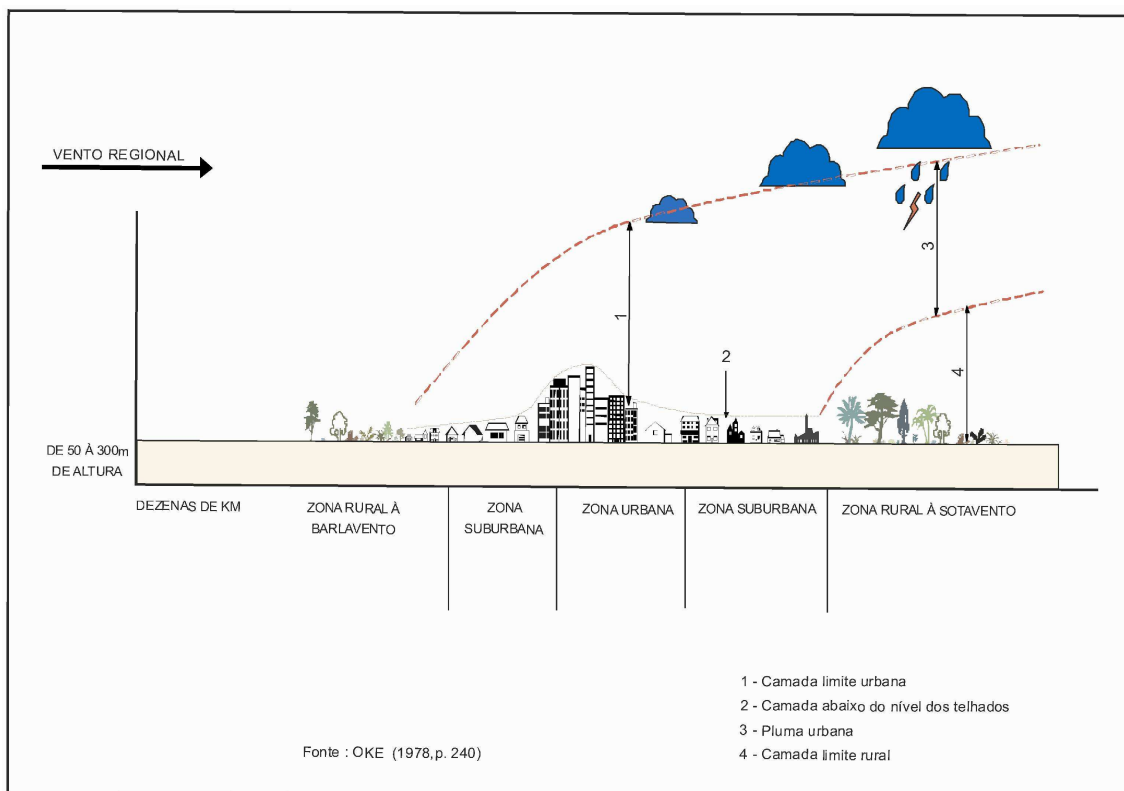 VENTO REGIONAL
1
2
3
4
DE 50 À 300m
DE ALTURA
DEZENAS DE KM
ZONA RURAL À
BARLAVENTO
ZONA
SUBURBANA
ZONA URBANA
ZONA SUBURBANA
ZONA RURAL À SOTAVENTO
1 - Camada limite urbana
2 - Camada abaixo do nível dos telhados
3 - Pluma urbana
4 - Camada limite rural
Fonte : OKE (1978, p. 240)